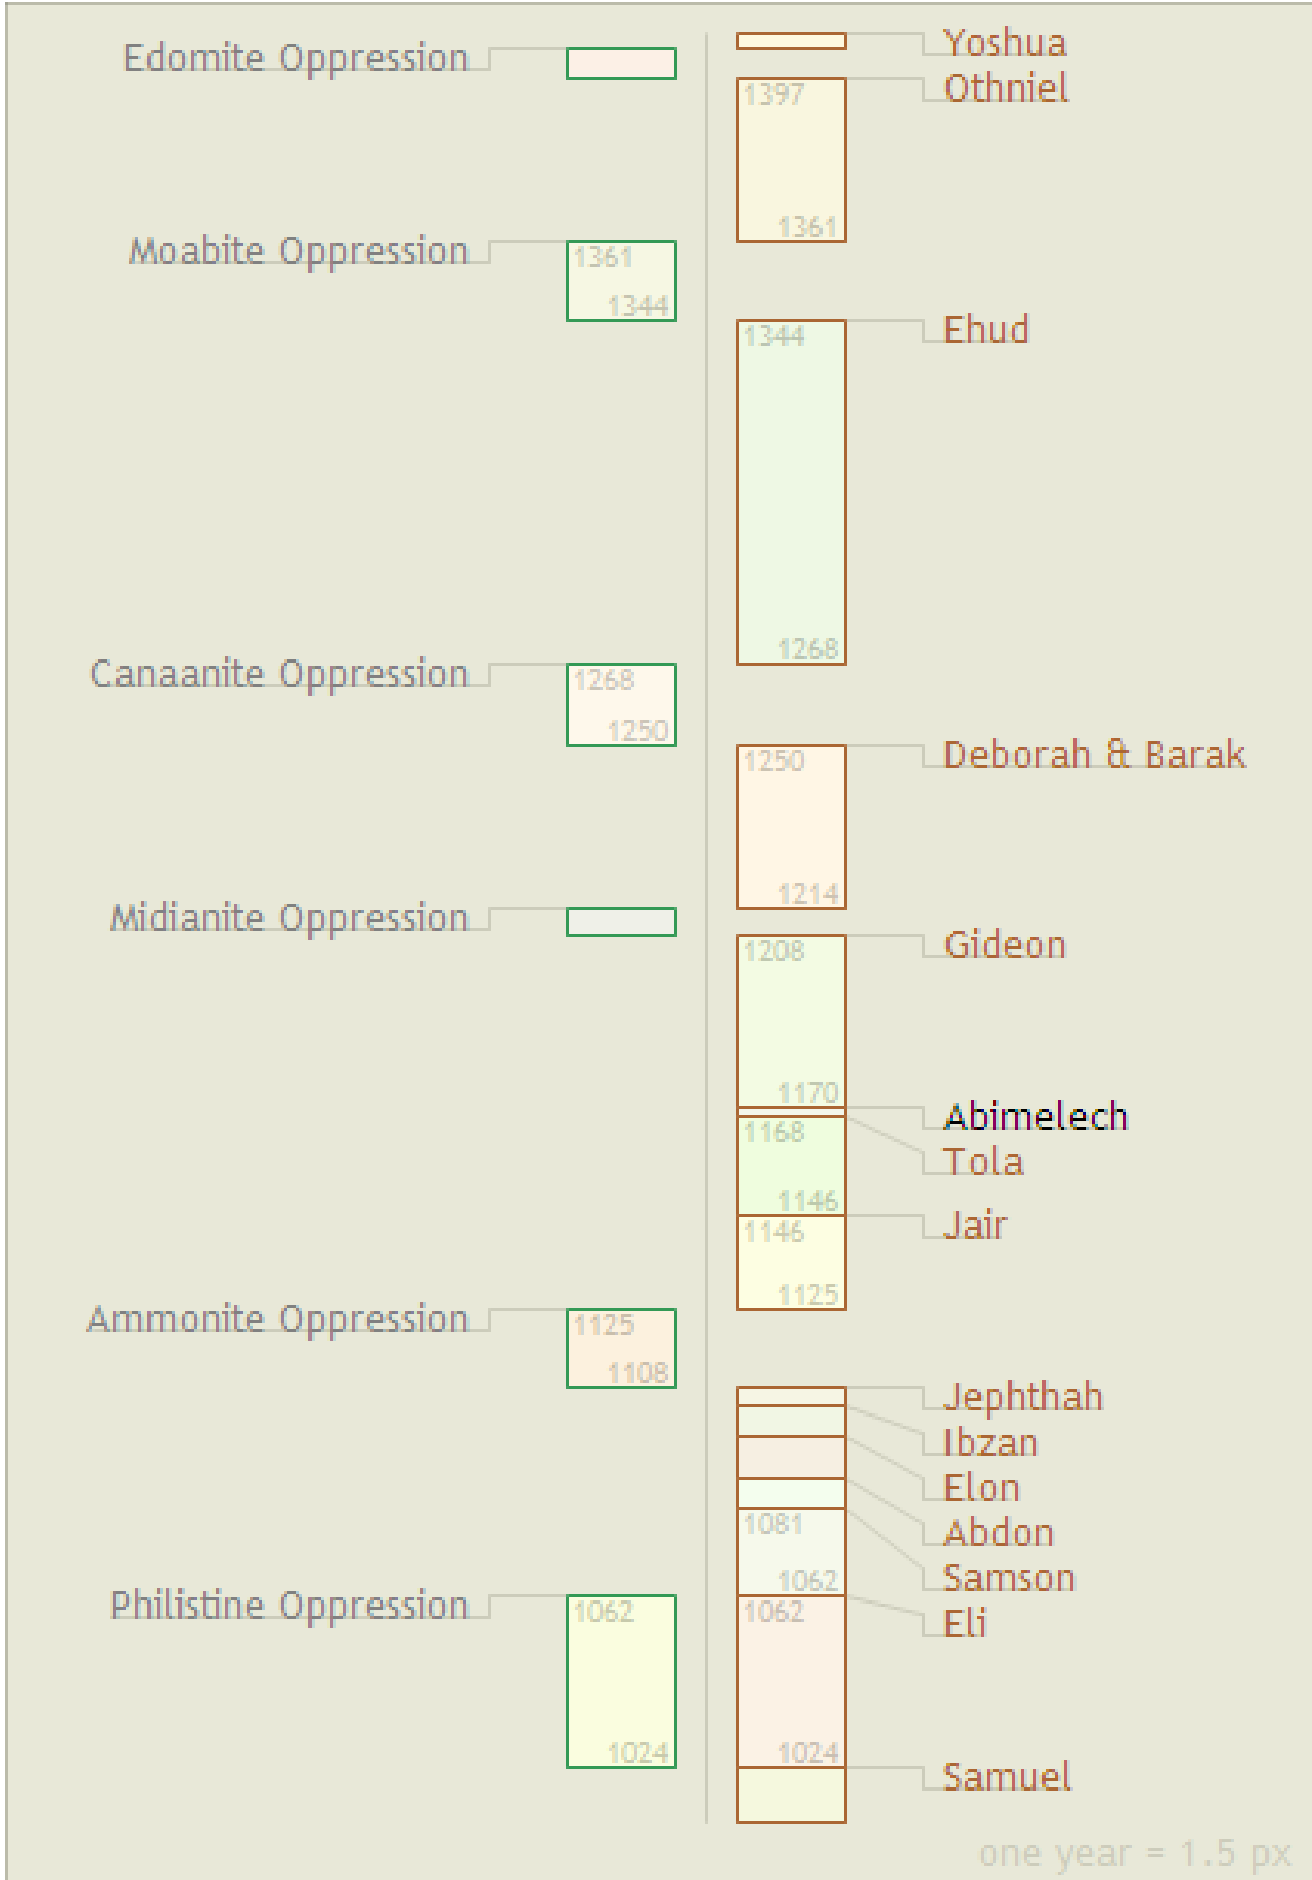 Yoshua
Edomite Oppression
Othniel
1397
1361
Moabite Oppression
1361
1344
Ehud
1344
1268
Canaanite Oppression
1268
1250
Deborah & Barak
1250
1214
Midianite Oppression
Gideon
1208
1170
Abimelech
1168
Tola
1146
Jair
1146
1125
Ammonite Oppression
1125
1108
Jephthah
Ibzan
Elon
Abdon
1081
Samson
1062
Philistine Oppression
1062
1062
Eli
1024
1024
Samuel
one year = 1.5 px